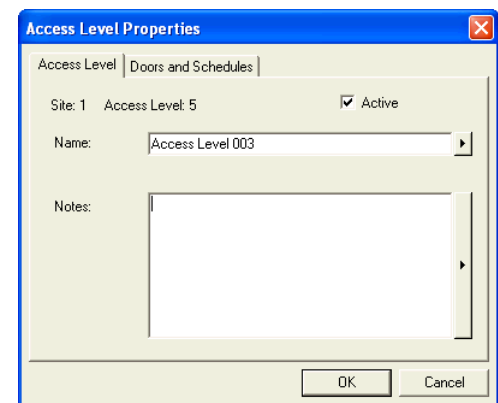 Access Level Properties
Access Level Doors and Schedules
Site: 1 Access Level: 5 Active
Name: Access Level 003
Notes:
OK Cancel